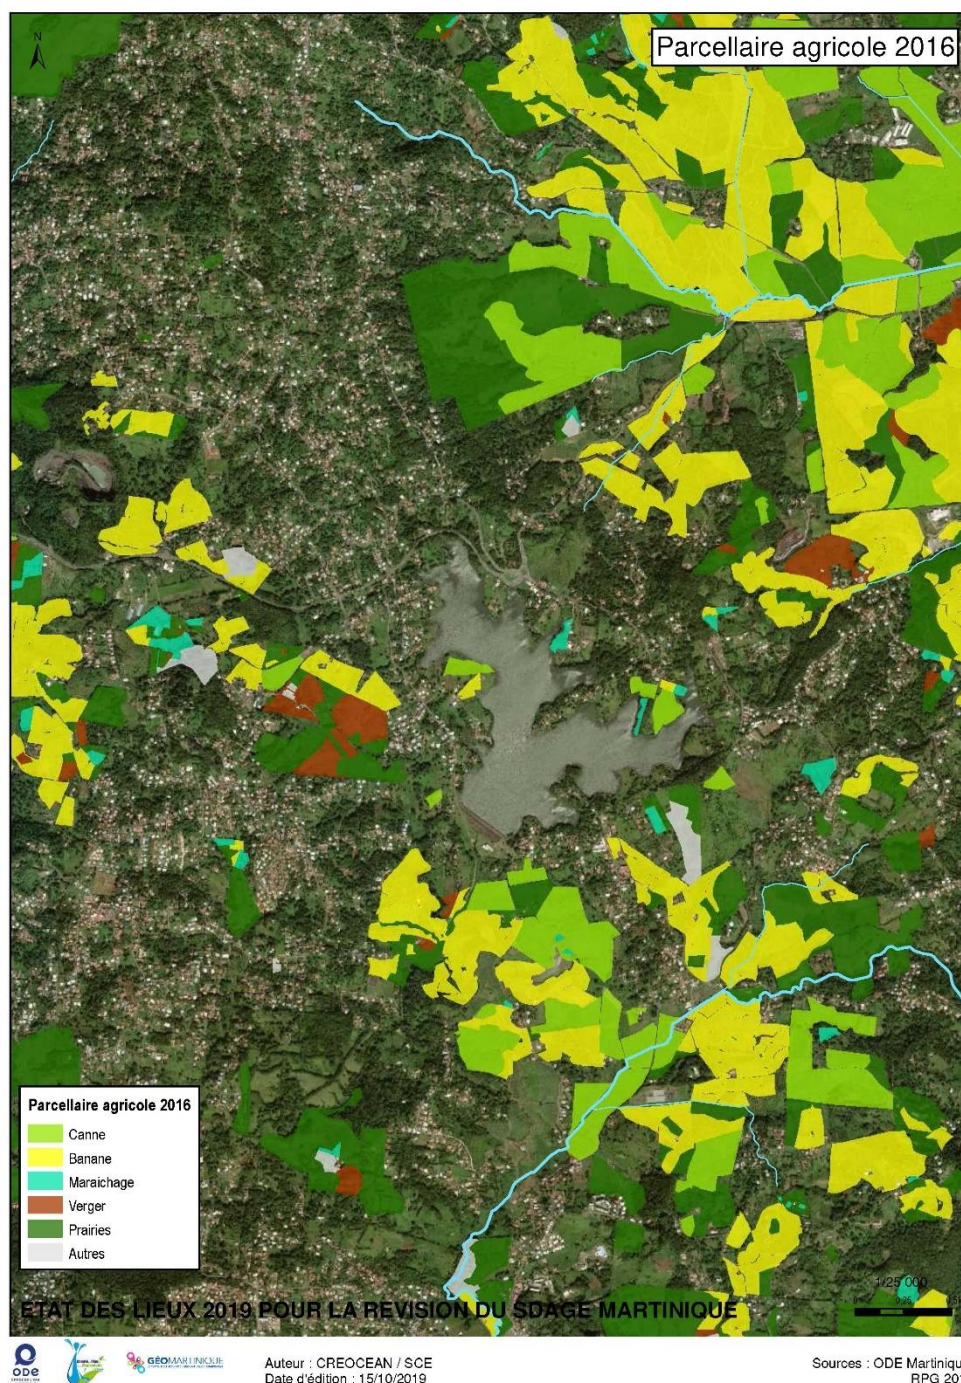 N
Parcellaire agricole 2016
Parcellaire agricole 2016
Canne
Banane
Maraichage
Verger
Prairies
Autres
1/25 000
ETAT DES LIEUX 2019 POUR LA REVISION DU SDAGE MARTINIQUE
ODE
GÉOMARTINIQUE
Auteur : CREOCEAN / SCE
Date d'édition : 15/10/2019
Sources : ODE Martiniqu
RPG 201